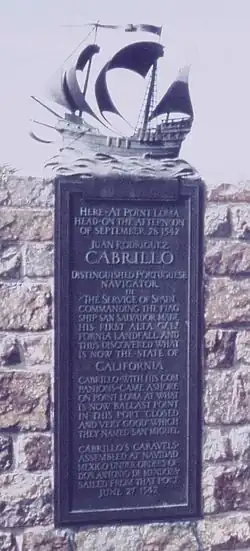 HERE·AT POINT LOMA
HEAD·ON THE AFTERNOON
OF SEPTEMBER, 28, 1542
JUAN RODRIGUEZ
CABRILLO
DISTINGUISHED PORTUGUESE
NAVIGATOR
IN
THE SERVICE OF SPAIN
COMMANDING THE FLAG
SHIP SAN SALVADOR MADE
HIS FIRST ALTA CALI
FORNIA LANDFALL AND
THUS DISCOVERED WHAT
IS NOW THE·STATE OF
CALIFORNIA
CABRILLO·WITH HIS COM
PANIONS·CAME ASHORE
ON POINT LOMA AT WHAT
IS NOW BALLAST POINT
IN THIS PORT CLOSED
AND VERY GOOD WHICH
THEY NAMED SAN MIGUEL
CABRILLO'S CARAVELS·
ASSEMBLED AT NAVIDAD
MEXICO UNDER ORDERS OF
DON ANTONIO DE MENDOZA
SAILED FROM THAT PORT
JUNE 27 1542